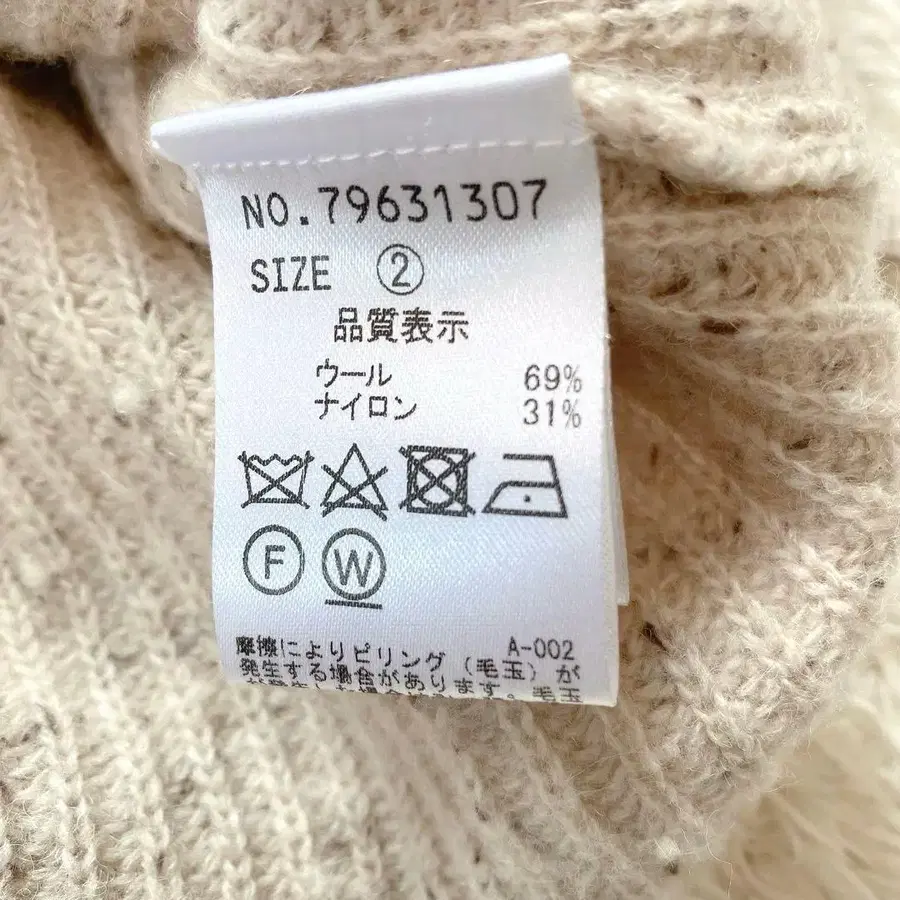 NO.79631307
SIZE ②
品質表示
ウール 69%
ナイロン 31%
F W
A-002
摩擦によりピリング(毛玉)が
発生する場合があります。毛玉